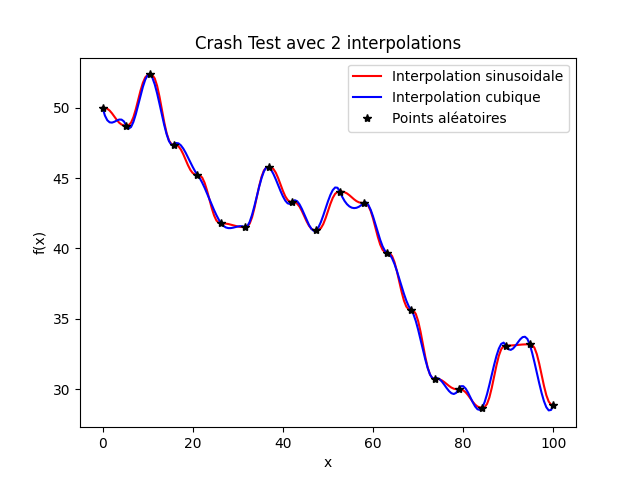 Crash Test avec 2 interpolations
Interpolation sinusoidale
Interpolation cubique
Points aléatoires
f(x)
50
45
40
35
30
0 20 40 60 80 100
x